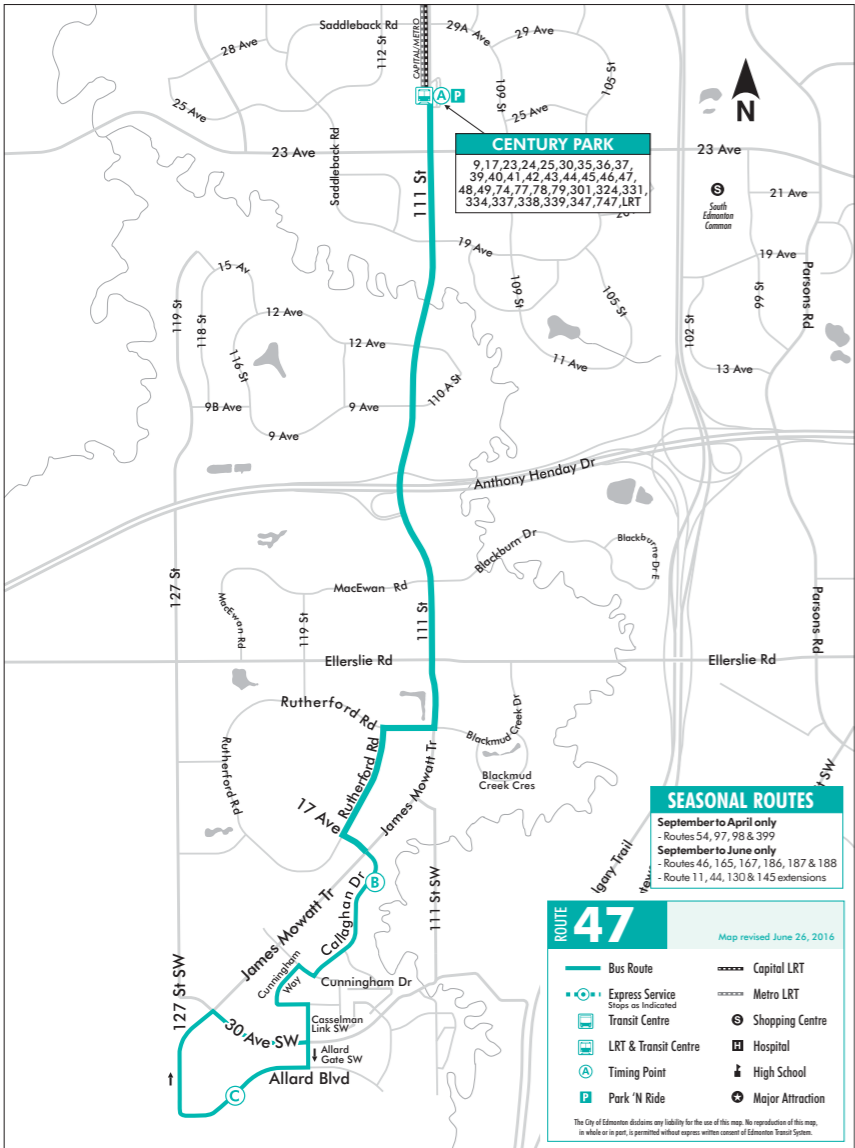 Saddleback Rd
CAPITAL/METRO
29A Ave
29 Ave
28 Ave
112 St
109 St
105 St
25 Ave
25 Ave
A
P
N
CENTURY PARK
9,17,23,24,25,30,35,36,37,
39,40,41,42,43,44,45,46,47,
48,49,74,77,78,79,301,324,331,
334,337,338,339,347,747,LRT
23 Ave
23 Ave
Saddleback Rd
111 St
S
South
Edmonton
Common
21 Ave
19 Ave
19 Ave
Parsons Rd
99 St
15 Av
119 St
118 St
12 Ave
12 Ave
116 St
109 St
105 St
102 St
11 Ave
13 Ave
110 A St
9B Ave
9 Ave
9 Ave
Anthony Henday Dr
Blackburn Dr
Blackburne Dr E
127 St
MacEwan Rd
MacEwan Rd
119 St
111 St
Parsons Rd
Ellerslie Rd
Ellerslie Rd
Rutherford Rd
Blackmud Creek Dr
Rutherford Rd
Rutherford Rd
James Mowatt Tr
Blackmud
Creek Cres
17 Ave
SW
SEASONAL ROUTES
September to April only
- Routes 54, 97, 98 & 399
September to June only
- Routes 46, 165, 167, 186, 187 & 188
- Route 11, 44, 130 & 145 extensions
lgary Trail
B
Callaghan Dr
111 St SW
James Mowatt Tr
Cunningham
Way
Cunningham Dr
127 St SW
Casselman
Link SW
30 Ave SW
Allard
Gate SW
Allard Blvd
C
ROUTE 47
Map revised June 26, 2016
Bus Route
Capital LRT
Express Service
Stops as Indicated
Metro LRT
Transit Centre
S Shopping Centre
LRT & Transit Centre
H Hospital
A Timing Point
High School
P Park 'N Ride
Major Attraction
The City of Edmonton disclaims any liability for the use of this map. No reproduction of this map,
in whole or in part, is permitted without express written consent of Edmonton Transit System.